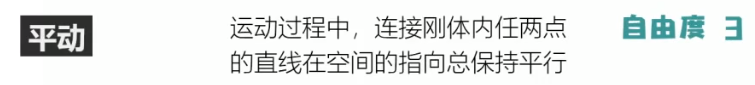 平动
运动过程中，连接刚体内任两点
的直线在空间的指向总保持平行
自由度 3